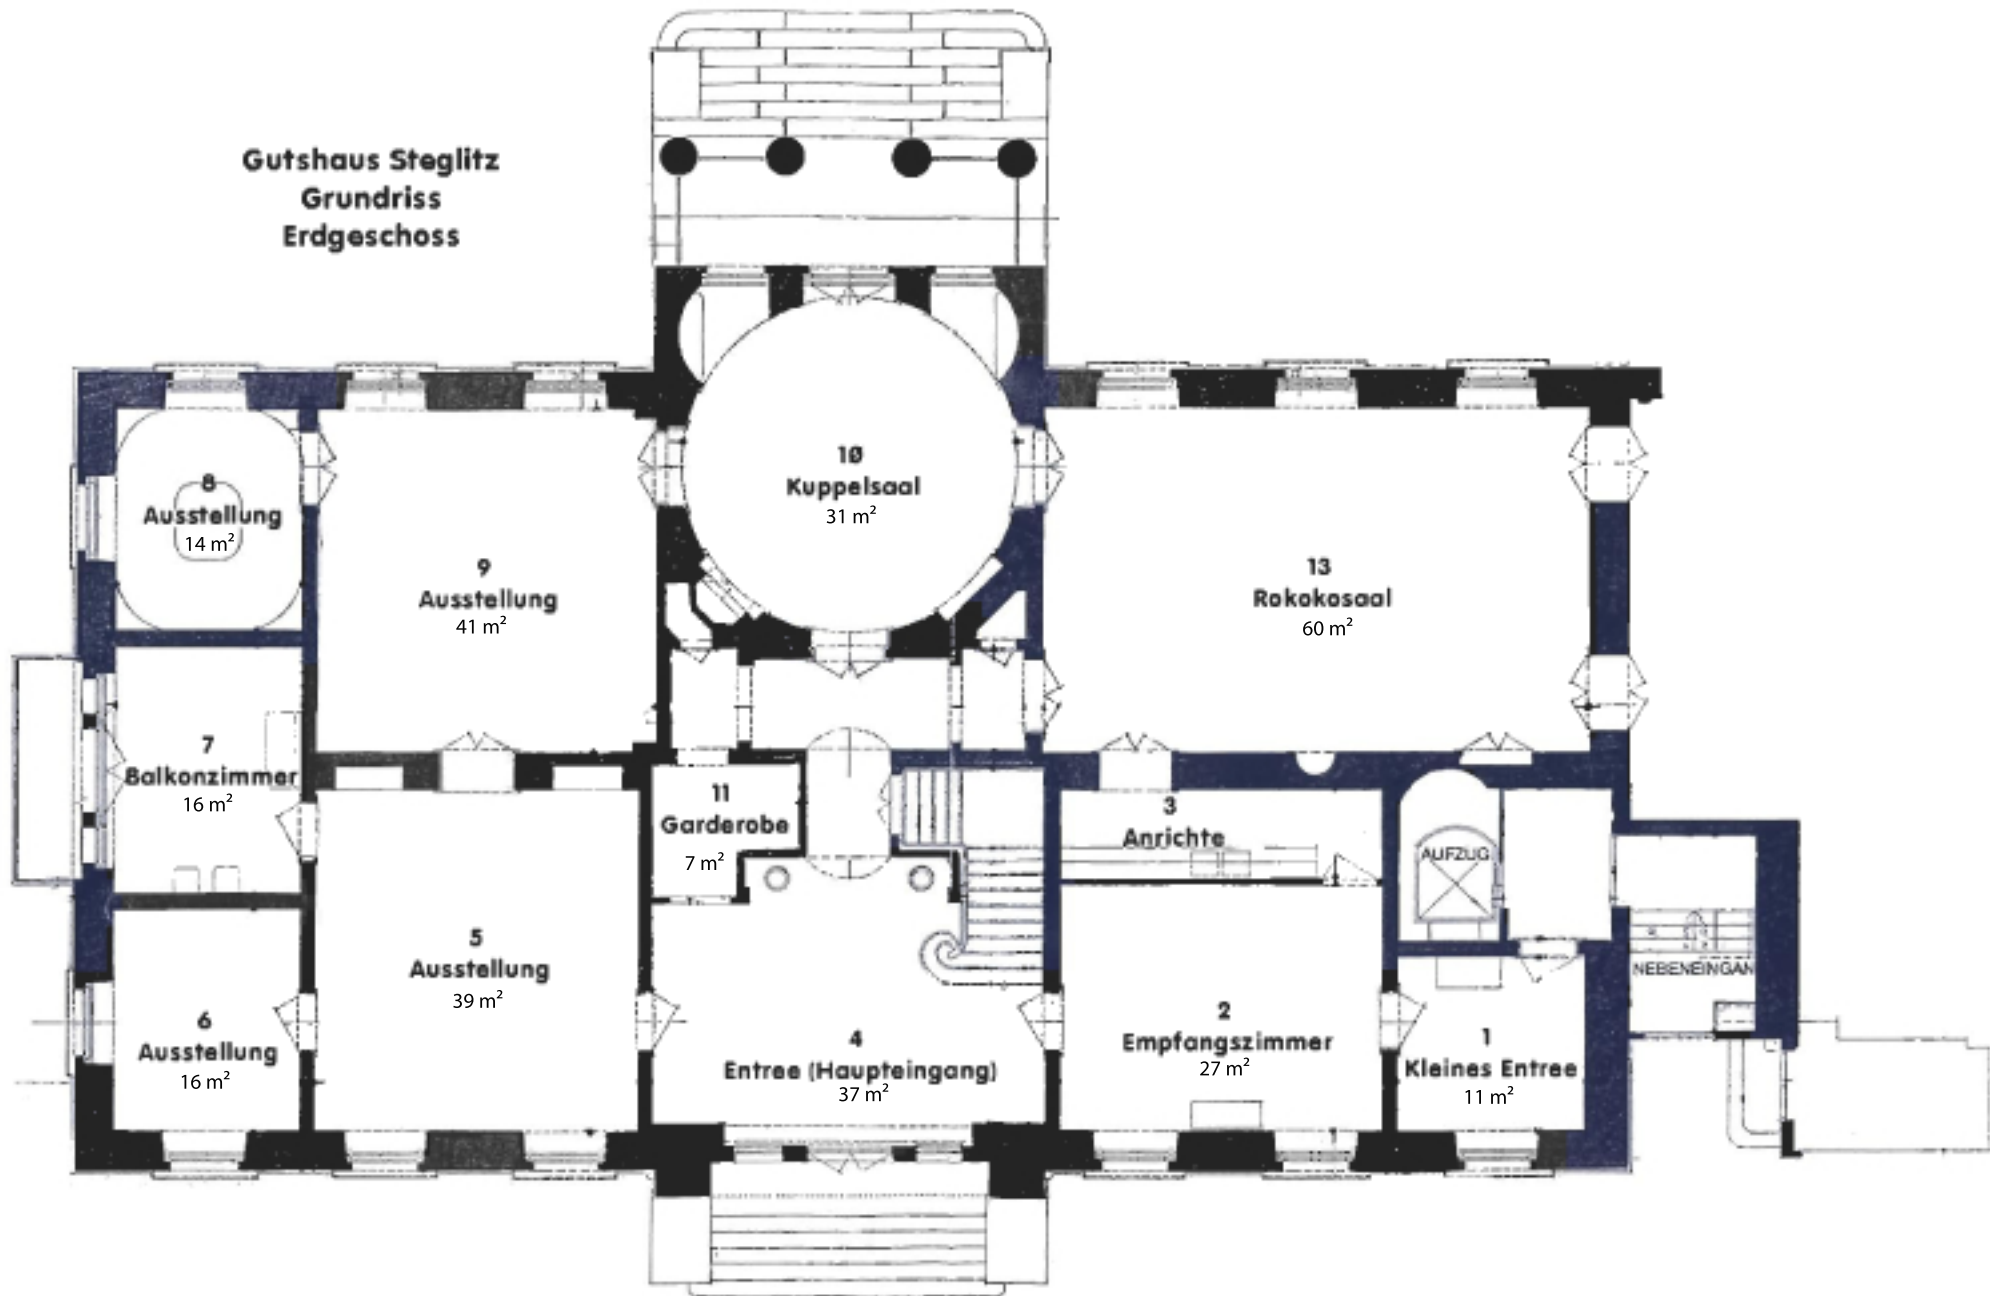 Gutshaus Steglitz
Grundriss
Erdgeschoss
8
Ausstellung
14 m²
9
Ausstellung
41 m²
10
Kuppelsaal
31 m²
13
Rokokosaal
60 m²
7
Balkonzimmer
16 m²
11
Garderobe
7 m²
3
Anrichte
AUFZUG
5
Ausstellung
39 m²
NEBENEINGAN
6
Ausstellung
16 m²
4
Entree (Haupteingang)
37 m²
2
Empfangszimmer
27 m²
1
Kleines Entree
11 m²